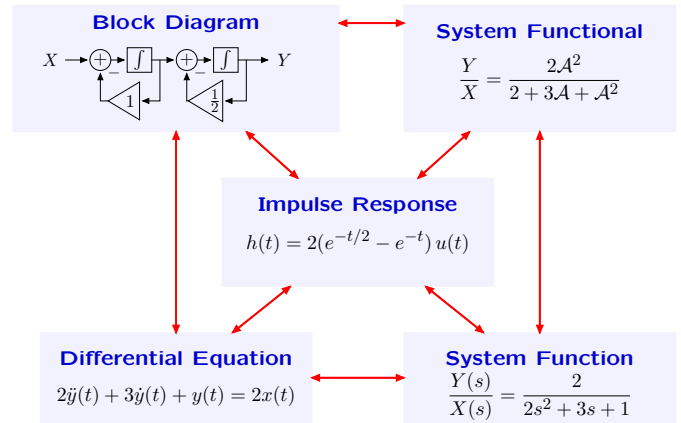 Block Diagram
X + − ∫ + − ∫ Y
1 1/2
System Functional
Y/X = 2𝒜²/(2 + 3𝒜 + 𝒜²)
Impulse Response
h(t) = 2(e^{−t/2} − e^{−t}) u(t)
Differential Equation
2ÿ(t) + 3ẏ(t) + y(t) = 2x(t)
System Function
Y(s)/X(s) = 2/(2s² + 3s + 1)